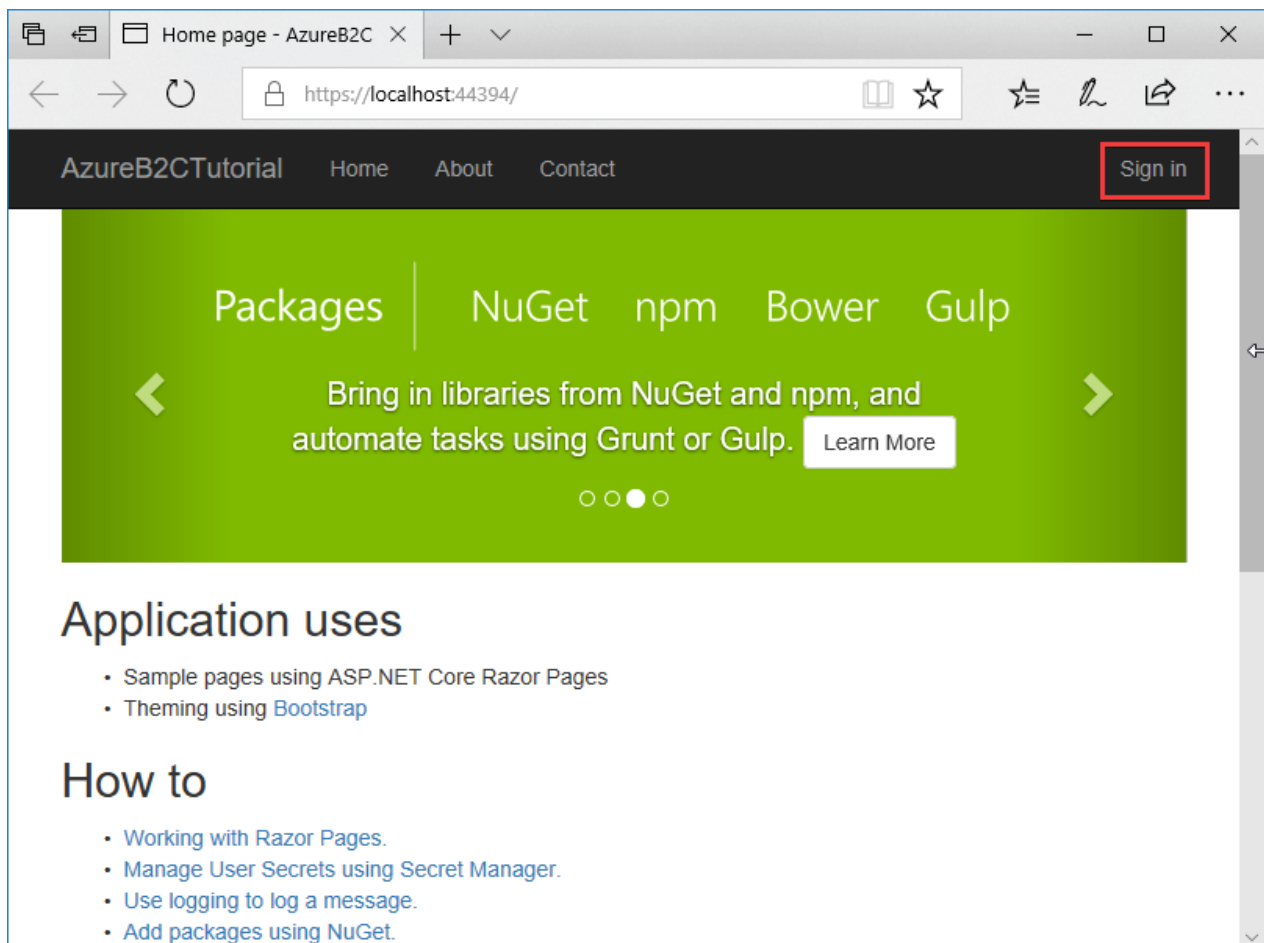 Home page - AzureB2C
https://localhost:44394/
AzureB2CTutorial Home About Contact Sign in
Packages NuGet npm Bower Gulp
Bring in libraries from NuGet and npm, and
automate tasks using Grunt or Gulp. Learn More
Application uses
• Sample pages using ASP.NET Core Razor Pages
• Theming using Bootstrap
How to
• Working with Razor Pages.
• Manage User Secrets using Secret Manager.
• Use logging to log a message.
• Add packages using NuGet.